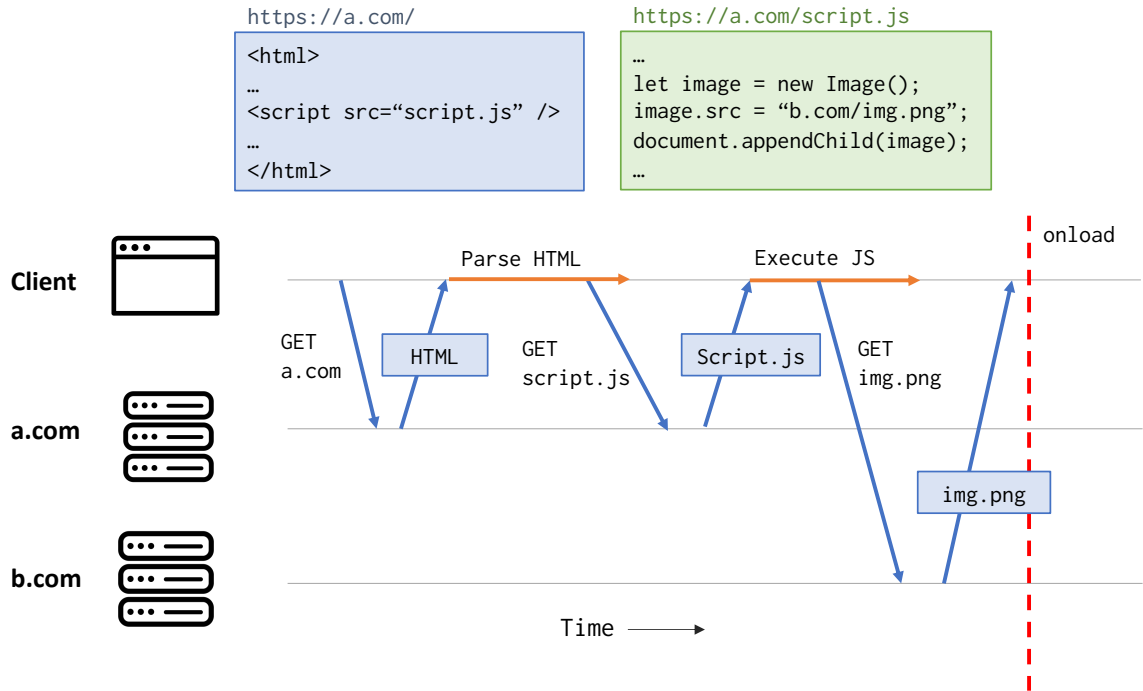 https://a.com/
<html>
…
<script src=“script.js” />
…
</html>
https://a.com/script.js
…
let image = new Image();
image.src = “b.com/img.png”;
document.appendChild(image);
…
onload
Client
Parse HTML
Execute JS
GET
a.com
HTML
GET
script.js
Script.js
GET
img.png
a.com
img.png
b.com
Time